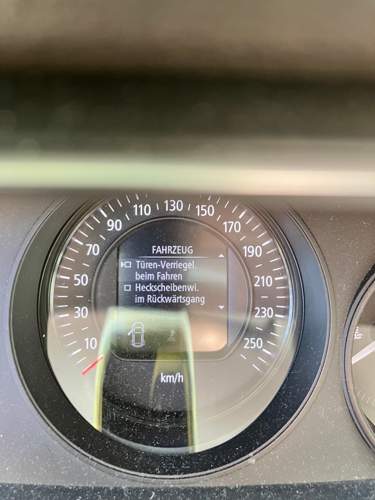 110 130 150
90 170
70 190
50 210
30 230
10 250
FAHRZEUG
Türen-Verriegel
beim Fahren
Heckscheibenwi.
im Rückwärtsgang
km/h